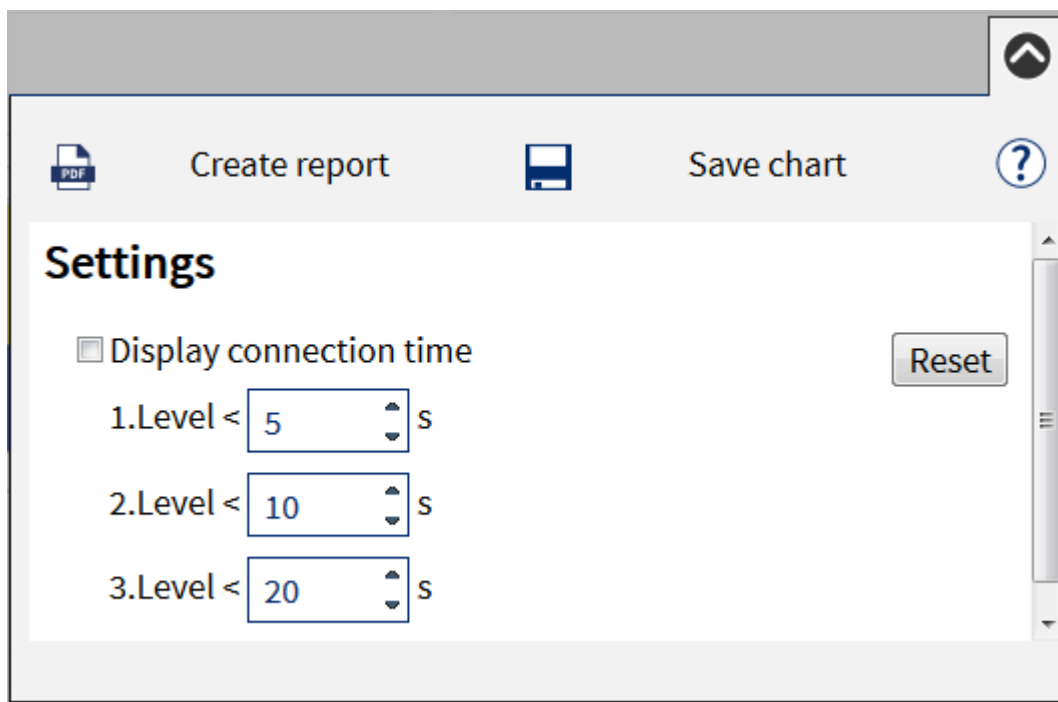 PDF Create report Save chart ?
Settings
Display connection time Reset
1.Level < 5 s
2.Level < 10 s
3.Level < 20 s